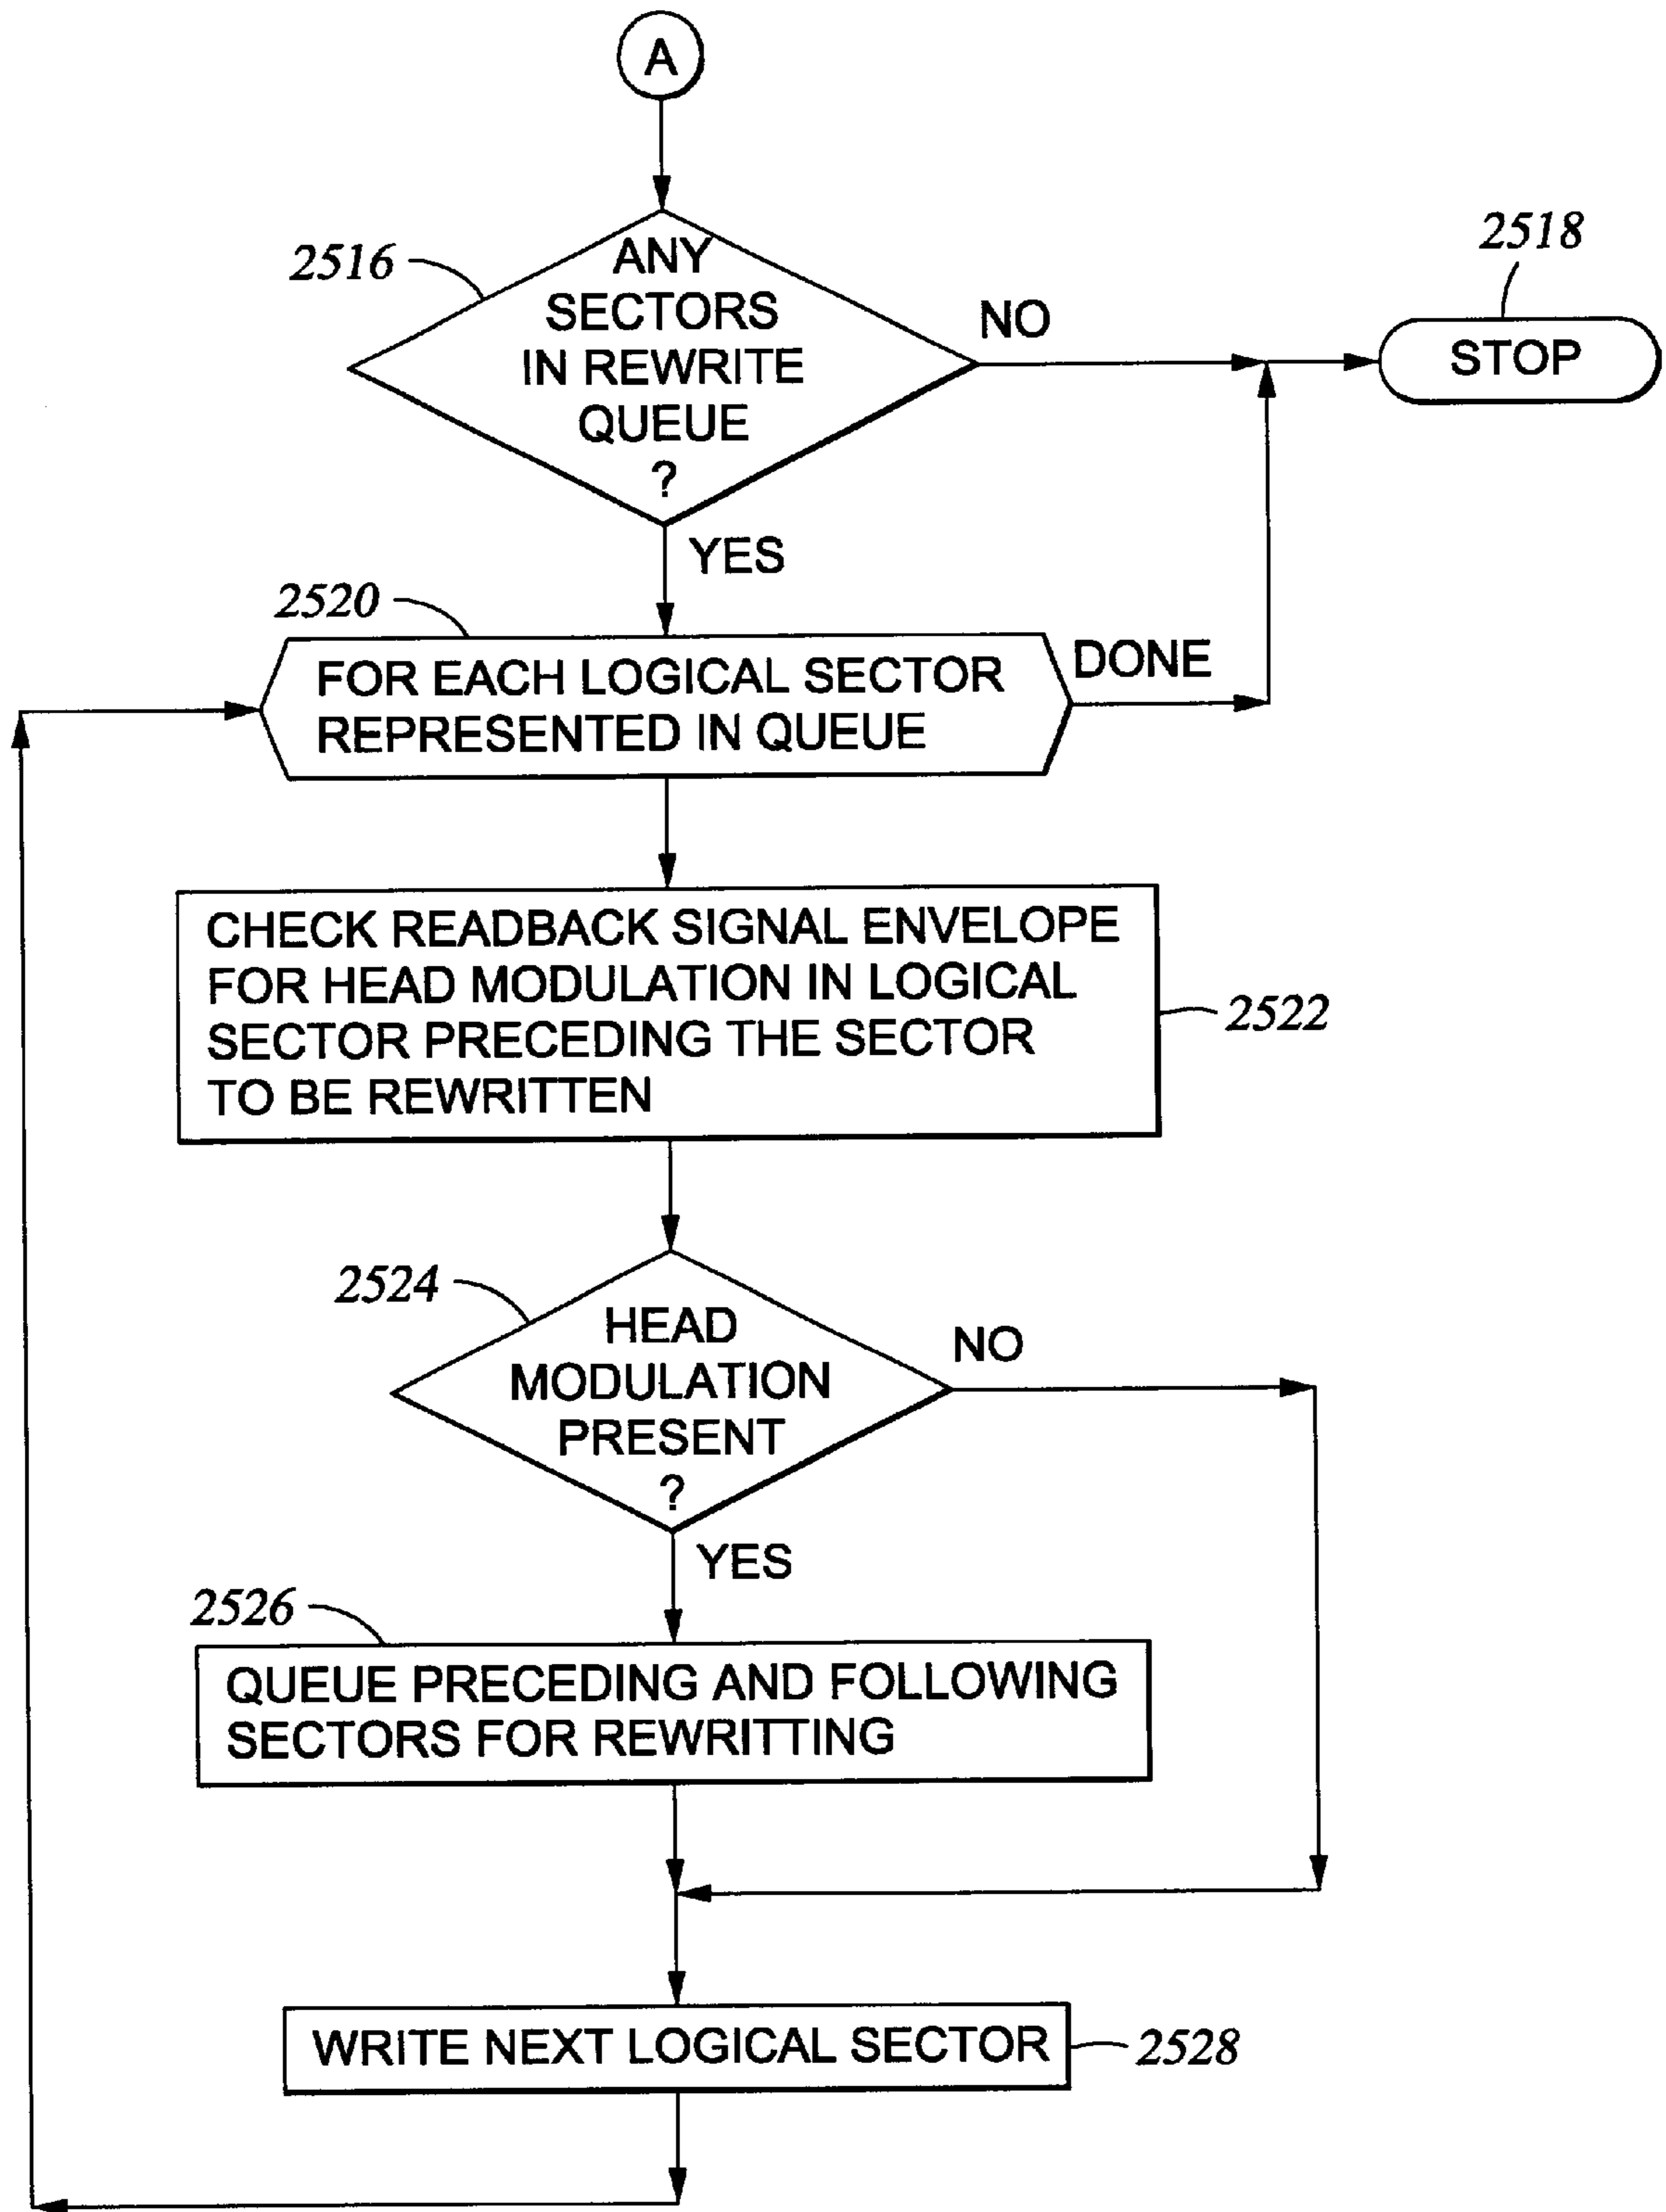 A
2516
ANY
SECTORS
IN REWRITE
QUEUE
?
NO
2518
STOP
YES
2520
FOR EACH LOGICAL SECTOR
REPRESENTED IN QUEUE
DONE
CHECK READBACK SIGNAL ENVELOPE
FOR HEAD MODULATION IN LOGICAL
SECTOR PRECEDING THE SECTOR
TO BE REWRITTEN
2522
2524
HEAD
MODULATION
PRESENT
?
NO
YES
2526
QUEUE PRECEDING AND FOLLOWING
SECTORS FOR REWRITTING
WRITE NEXT LOGICAL SECTOR
2528